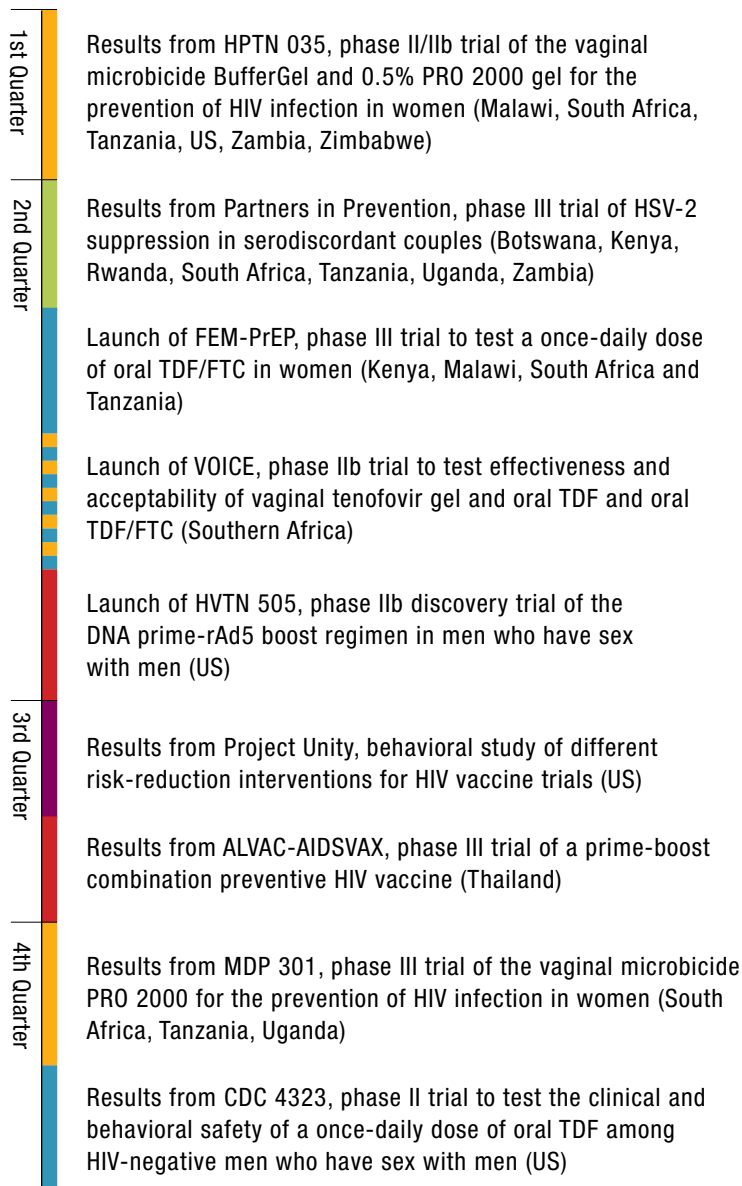 1st Quarter
Results from HPTN 035, phase II/IIb trial of the vaginal
microbicide BufferGel and 0.5% PRO 2000 gel for the
prevention of HIV infection in women (Malawi, South Africa,
Tanzania, US, Zambia, Zimbabwe)
2nd Quarter
Results from Partners in Prevention, phase III trial of HSV-2
suppression in serodiscordant couples (Botswana, Kenya,
Rwanda, South Africa, Tanzania, Uganda, Zambia)
Launch of FEM-PrEP, phase III trial to test a once-daily dose
of oral TDF/FTC in women (Kenya, Malawi, South Africa and
Tanzania)
Launch of VOICE, phase IIb trial to test effectiveness and
acceptability of vaginal tenofovir gel and oral TDF and oral
TDF/FTC (Southern Africa)
Launch of HVTN 505, phase IIb discovery trial of the
DNA prime-rAd5 boost regimen in men who have sex
with men (US)
3rd Quarter
Results from Project Unity, behavioral study of different
risk-reduction interventions for HIV vaccine trials (US)
Results from ALVAC-AIDSVAX, phase III trial of a prime-boost
combination preventive HIV vaccine (Thailand)
4th Quarter
Results from MDP 301, phase III trial of the vaginal microbicide
PRO 2000 for the prevention of HIV infection in women (South
Africa, Tanzania, Uganda)
Results from CDC 4323, phase II trial to test the clinical and
behavioral safety of a once-daily dose of oral TDF among
HIV-negative men who have sex with men (US)